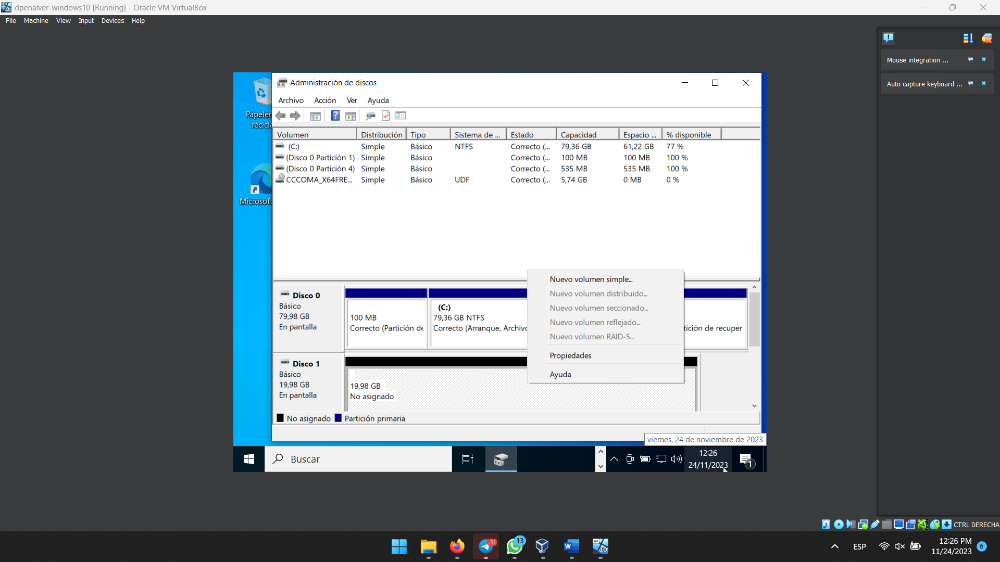 dpenalver-windows10 [Running] - Oracle VM VirtualBox
File Machine View Input Devices Help
Mouse integration ...
Auto capture keyboard ...
Papeler
recicla
Microsoft
Administración de discos
Archivo Acción Ver Ayuda
Volumen Distribución Tipo Sistema de ... Estado Capacidad Espacio ... % disponible
(C:) Simple Básico NTFS Correcto (... 79,36 GB 61,22 GB 77 %
(Disco 0 Partición 1) Simple Básico Correcto (... 100 MB 100 MB 100 %
(Disco 0 Partición 4) Simple Básico Correcto (... 535 MB 535 MB 100 %
CCCOMA_X64FRE... Simple Básico UDF Correcto (... 5,74 GB 0 MB 0 %
Nuevo volumen simple...
Nuevo volumen distribuido...
Nuevo volumen seccionado...
Nuevo volumen reflejado...
Nuevo volumen RAID-5...
Propiedades
Ayuda
Disco 0
Básico
79,98 GB
En pantalla
100 MB
Correcto (Partición de
(C:)
79,36 GB NTFS
Correcto (Arranque, Archivo
tición de recuper
Disco 1
Básico
19,98 GB
En pantalla
19,98 GB
No asignado
No asignado Partición primaria
viernes, 24 de noviembre de 2023
Buscar
12:26
24/11/2023
1
CTRL DERECHA
64
10
..51
13
ESP
12:26 PM
11/24/2023
6